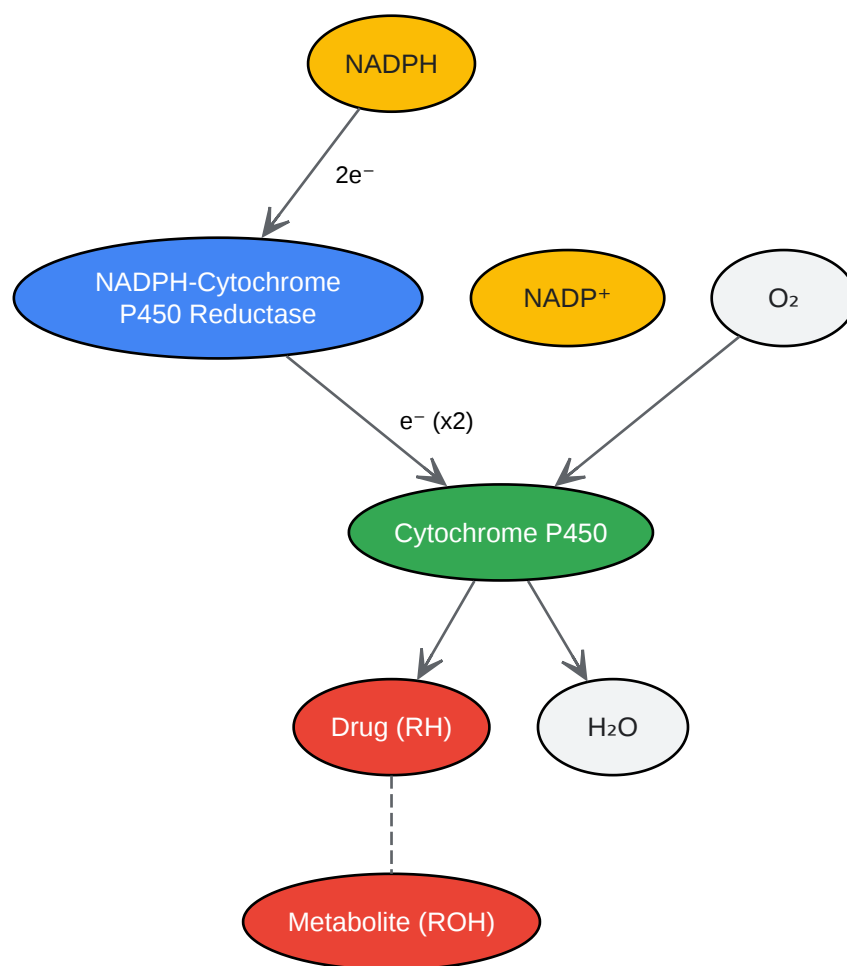 NADPH
2e⁻
NADPH-Cytochrome
P450 Reductase
NADP⁺
O₂
e⁻ (x2)
Cytochrome P450
Drug (RH)
H₂O
Metabolite (ROH)